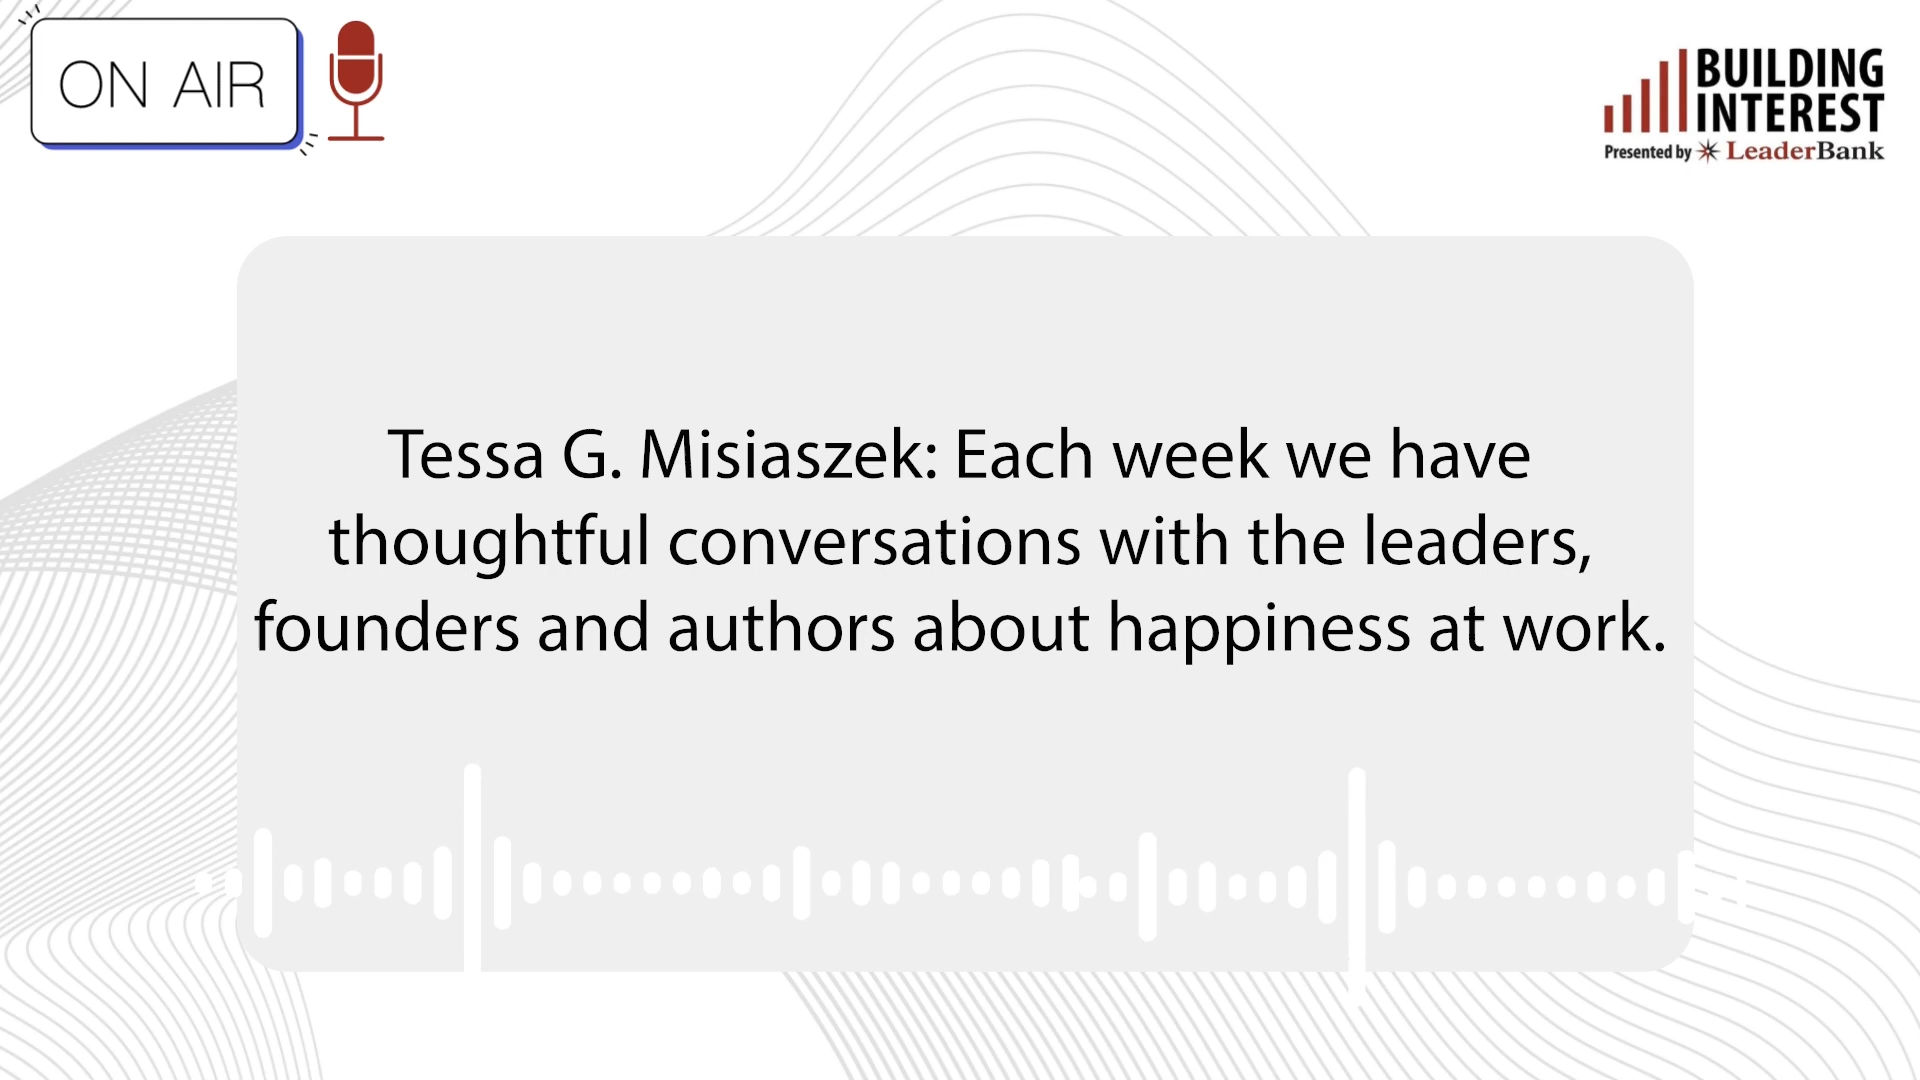 ON AIR
BUILDING
INTEREST
Presented by LeaderBank
Tessa G. Misiaszek: Each week we have
thoughtful conversations with the leaders,
founders and authors about happiness at work.